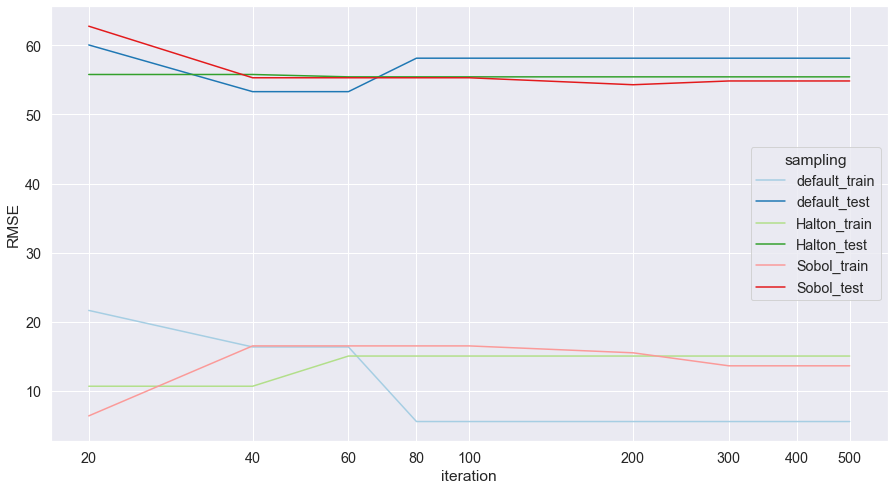 60
50
40
30
20
10
RMSE
20 40 60 80 100 200 300 400 500
iteration
sampling
default_train
default_test
Halton_train
Halton_test
Sobol_train
Sobol_test